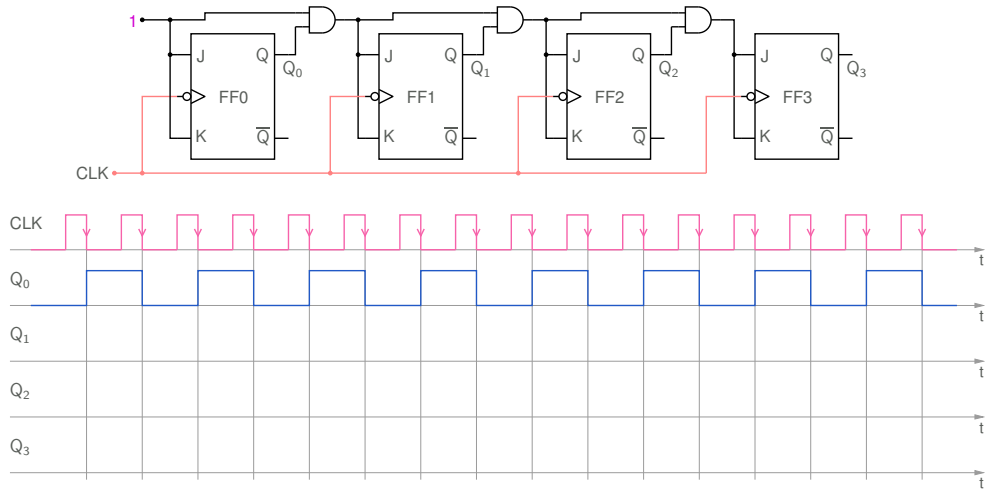 1
J Q J Q J Q J Q
Q0 Q1 Q2 Q3
FF0 FF1 FF2 FF3
K Q̅ K Q̅ K Q̅ K Q̅
CLK
CLK
t
Q0
t
Q1
t
Q2
t
Q3
t